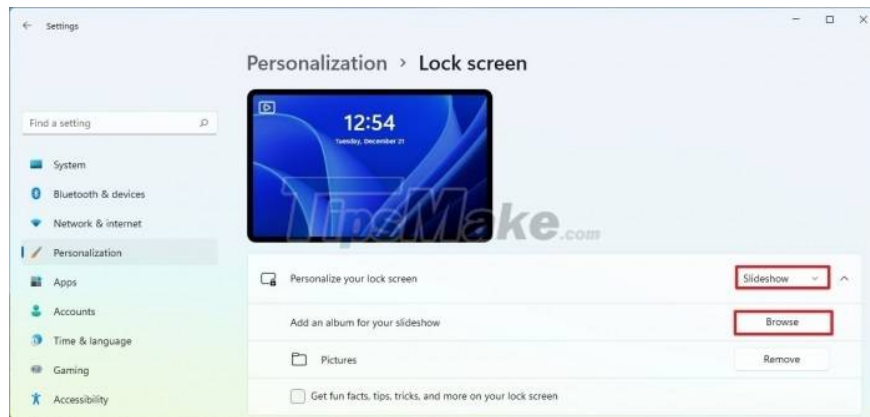 Settings
Personalization > Lock screen
12:54
Tuesday, December 21
Find a setting
System
Bluetooth & devices
Network & internet
Personalization
Apps
Accounts
Time & language
Gaming
Accessibility
TipsMake.com
Personalize your lock screen Slideshow
Add an album for your slideshow Browse
Pictures Remove
Get fun facts, tips, tricks, and more on your lock screen